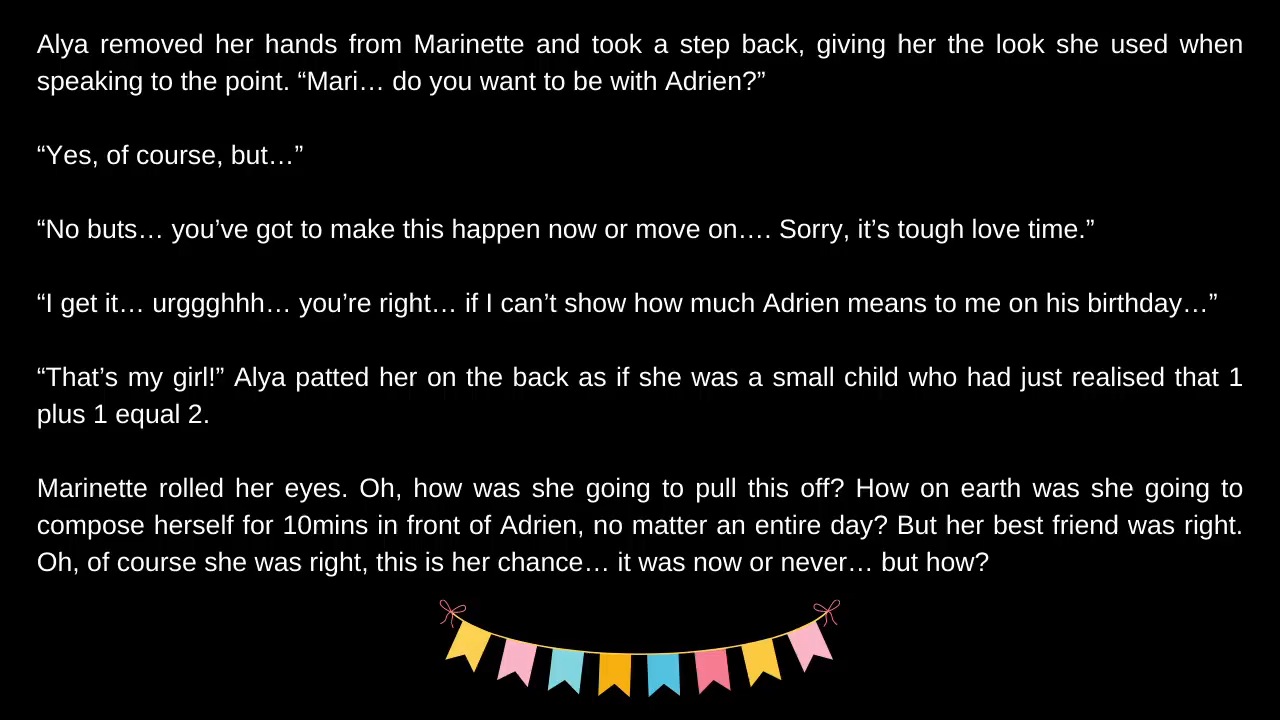 Alya removed her hands from Marinette and took a step back, giving her the look she used when
speaking to the point. “Mari… do you want to be with Adrien?”
“Yes, of course, but…”
“No buts… you’ve got to make this happen now or move on…. Sorry, it’s tough love time.”
“I get it… urggghhh… you’re right… if I can’t show how much Adrien means to me on his birthday…”
“That’s my girl!” Alya patted her on the back as if she was a small child who had just realised that 1
plus 1 equal 2.
Marinette rolled her eyes. Oh, how was she going to pull this off? How on earth was she going to
compose herself for 10mins in front of Adrien, no matter an entire day? But her best friend was right.
Oh, of course she was right, this is her chance… it was now or never… but how?